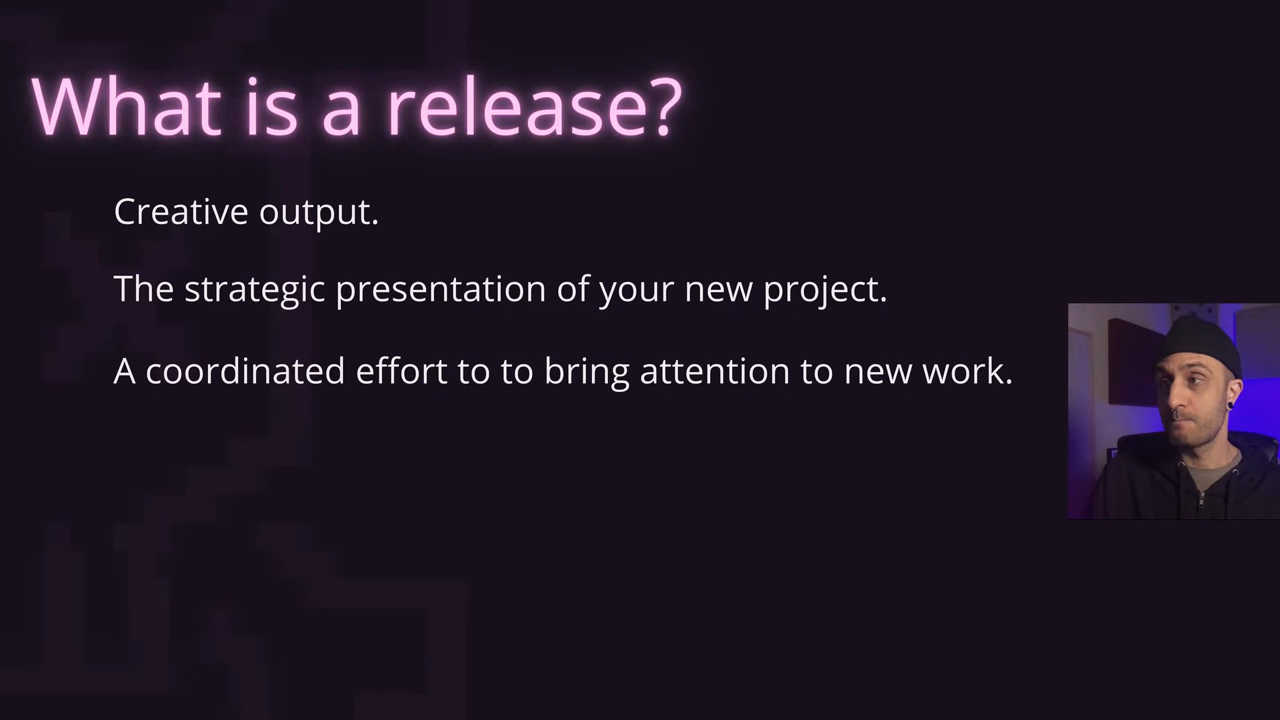 What is a release?
Creative output.
The strategic presentation of your new project.
A coordinated effort to to bring attention to new work.